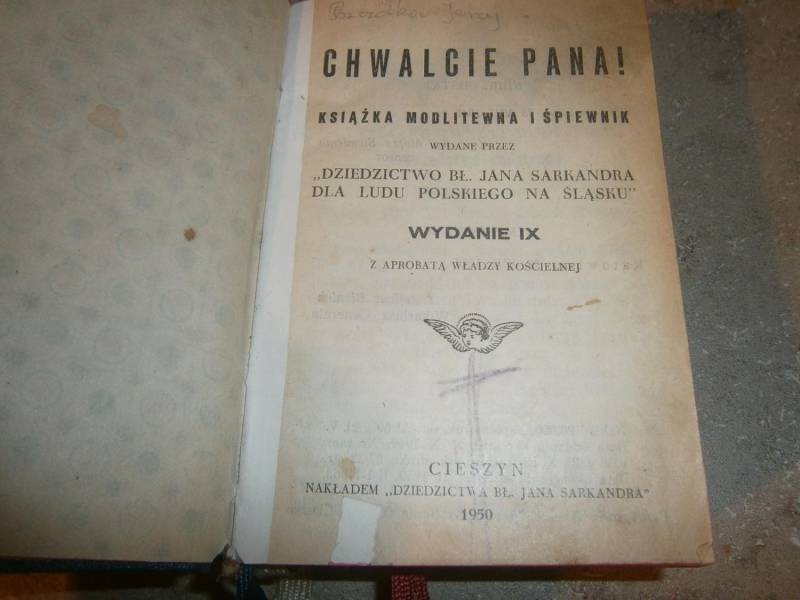 CHWALCIE PANA!
KSIĄŻKA MODLITEWNA I ŚPIEWNIK
WYDANE PRZEZ
„DZIEDZICTWO BŁ. JANA SARKANDRA
DLA LUDU POLSKIEGO NA ŚLĄSKU"
WYDANIE IX
Z APROBATĄ WŁADZY KOŚCIELNEJ
CIESZYN
NAKŁADEM „DZIEDZICTWA BŁ. JANA SARKANDRA"
1950